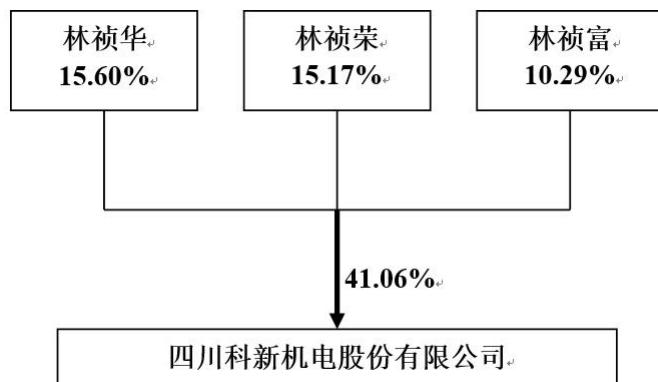 林祯华
15.60%
林祯荣
15.17%
林祯富
10.29%
41.06%
四川科新机电股份有限公司